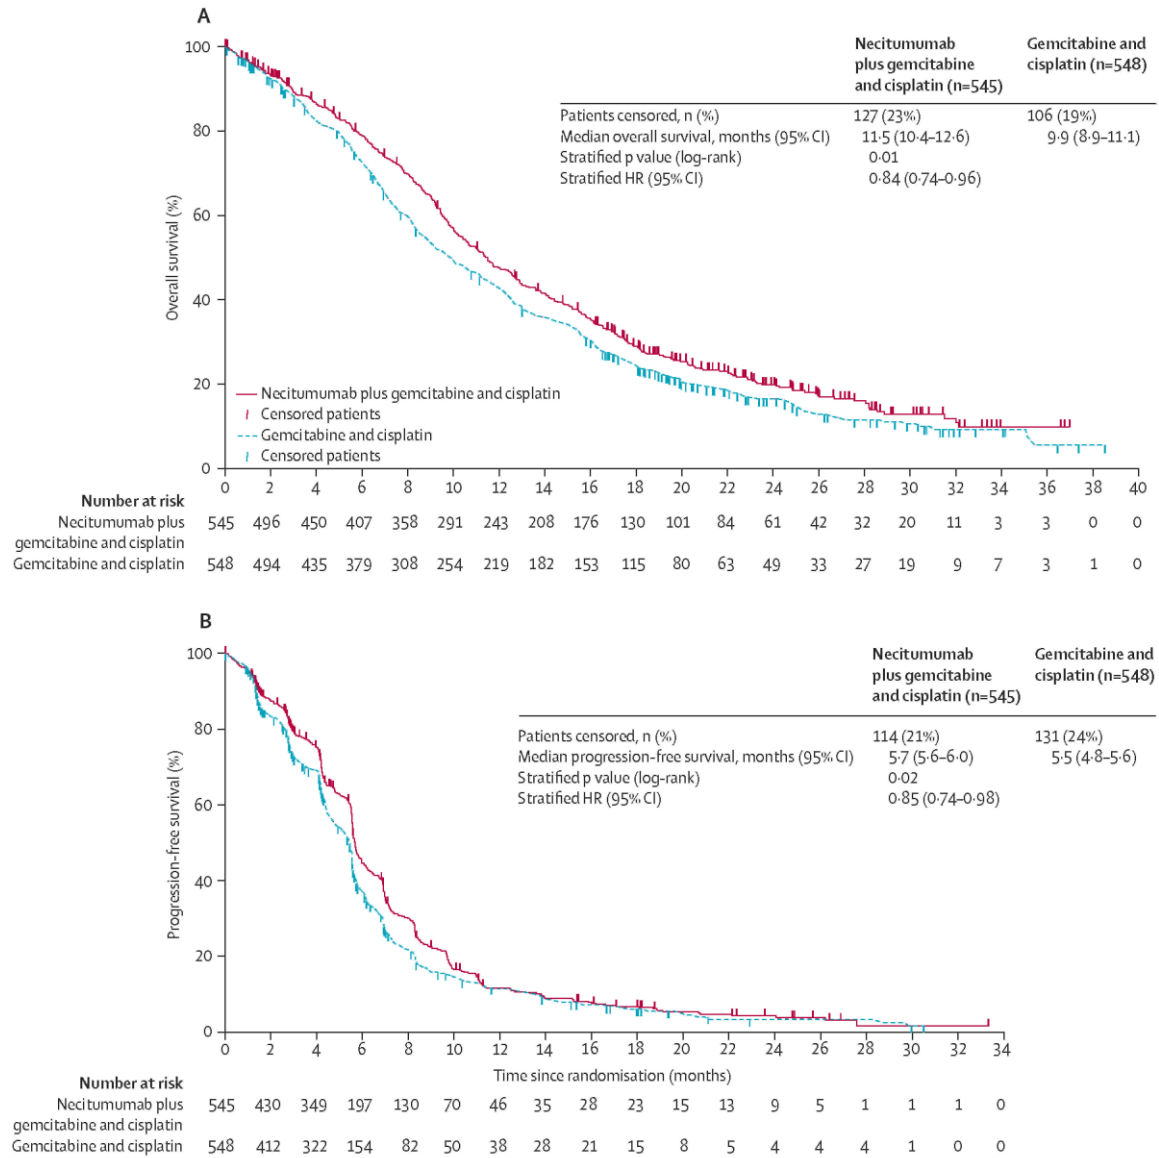 A
Necitumumab
plus gemcitabine
and cisplatin (n=545)
Gemcitabine and
cisplatin (n=548)
Patients censored, n (%) 127 (23%) 106 (19%)
Median overall survival, months (95% CI) 11·5 (10·4–12·6) 9·9 (8·9–11·1)
Stratified p value (log-rank) 0·01
Stratified HR (95% CI) 0·84 (0·74–0·96)
Overall survival (%)
100
80
60
40
20
0
Necitumumab plus gemcitabine and cisplatin
Censored patients
Gemcitabine and cisplatin
Censored patients
0 2 4 6 8 10 12 14 16 18 20 22 24 26 28 30 32 34 36 38 40
Number at risk
Necitumumab plus 545 496 450 407 358 291 243 208 176 130 101 84 61 42 32 20 11 3 3 0 0
gemcitabine and cisplatin
Gemcitabine and cisplatin 548 494 435 379 308 254 219 182 153 115 80 63 49 33 27 19 9 7 3 1 0
B
Necitumumab
plus gemcitabine
and cisplatin (n=545)
Gemcitabine and
cisplatin (n=548)
Patients censored, n (%) 114 (21%) 131 (24%)
Median progression-free survival, months (95% CI) 5·7 (5·6–6·0) 5·5 (4·8–5·6)
Stratified p value (log-rank) 0·02
Stratified HR (95% CI) 0·85 (0·74–0·98)
Progression-free survival (%)
100
80
60
40
20
0
0 2 4 6 8 10 12 14 16 18 20 22 24 26 28 30 32 34
Time since randomisation (months)
Number at risk
Necitumumab plus 545 430 349 197 130 70 46 35 28 23 15 13 9 5 1 1 1 0
gemcitabine and cisplatin
Gemcitabine and cisplatin 548 412 322 154 82 50 38 28 21 15 8 5 4 4 4 1 0 0